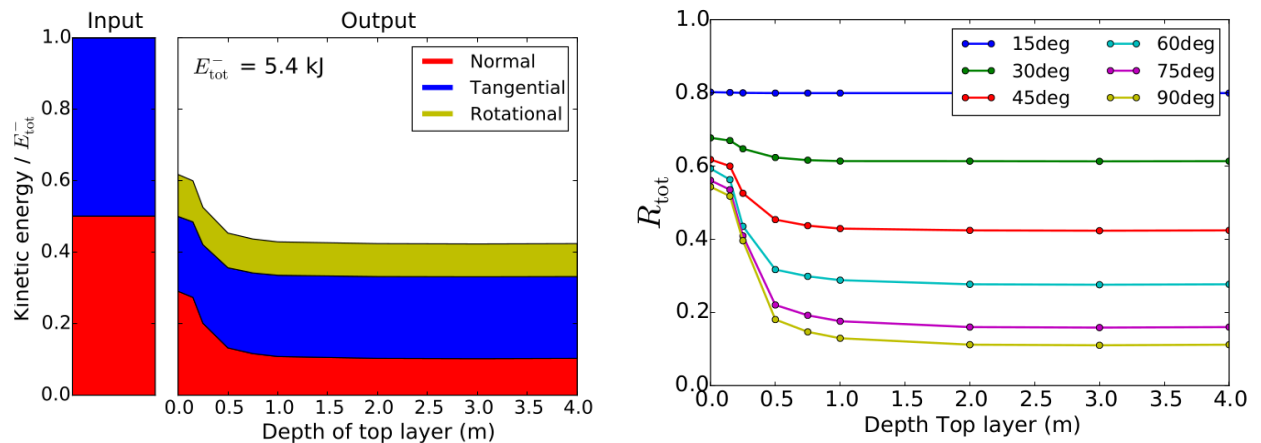 Input
Output
Kinetic energy / E⁻tot
1.0
0.8
0.6
0.4
0.2
0.0
E⁻tot = 5.4 kJ
Normal
Tangential
Rotational
0.0 0.5 1.0 1.5 2.0 2.5 3.0 3.5 4.0
Depth of top layer (m)
Rtot
0.8
0.6
0.4
0.2
0.0
15deg
30deg
45deg
60deg
75deg
90deg
0.0 0.5 1.0 1.5 2.0 2.5 3.0 3.5 4.0
Depth Top layer (m)